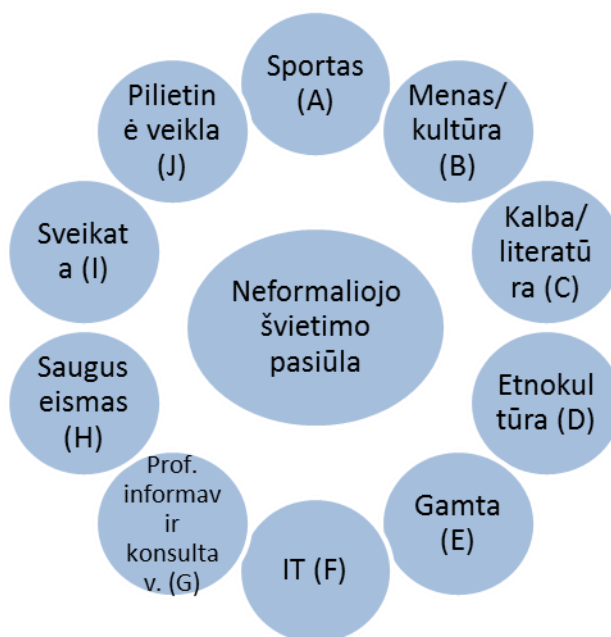 Sportas
(A)
Menas/
kultūra
(B)
Kalba/
literatū
ra (C)
Etnokul
tūra (D)
Gamta
(E)
IT (F)
Prof.
informav
ir
konsulta
v. (G)
Saugus
eismas
(H)
Sveikat
a (I)
Pilietin
ė veikla
(J)
Neformaliojo
švietimo
pasiūla